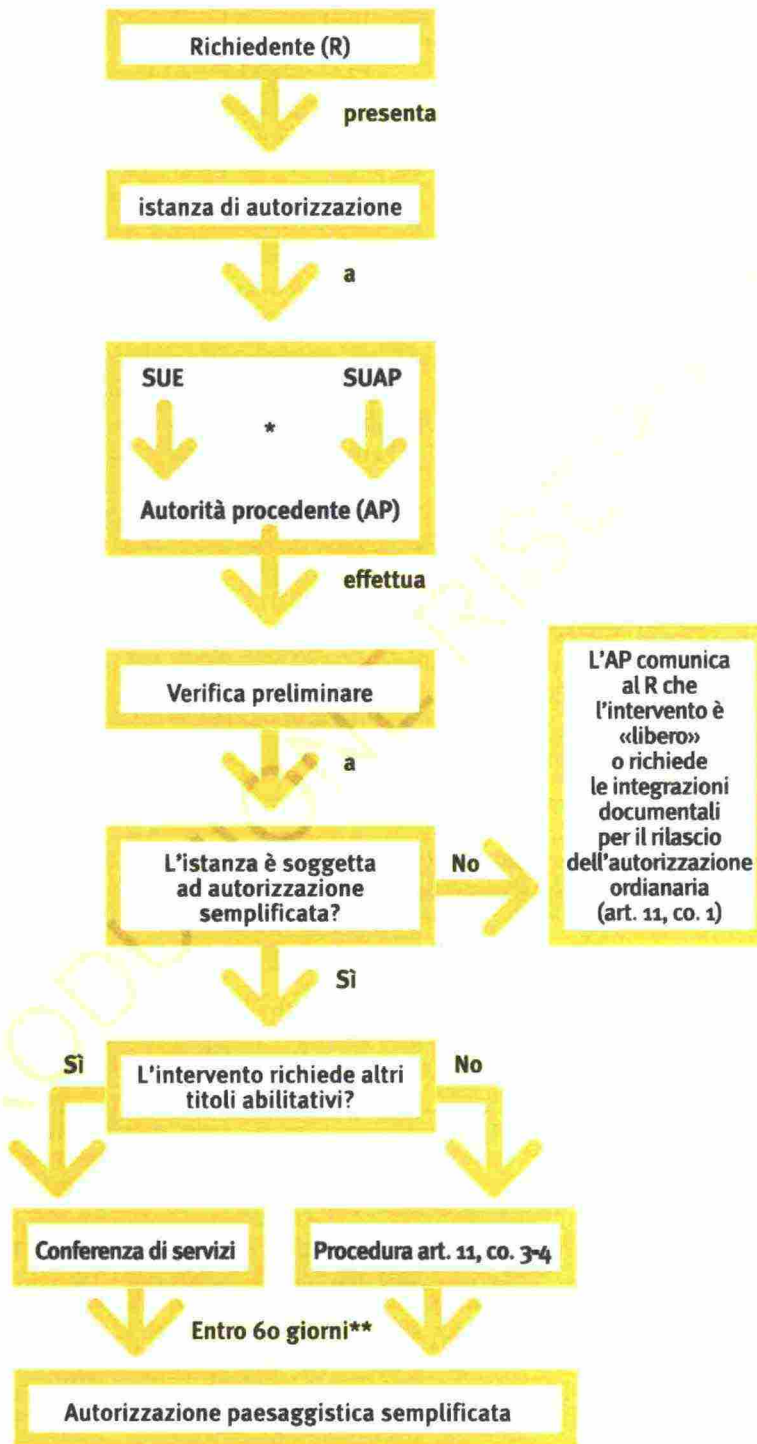 Richiedente (R)
presenta
istanza di autorizzazione
a
SUE SUAP
*
Autorità procedente (AP)
effettua
Verifica preliminare
a
L'istanza è soggetta
ad autorizzazione
semplificata?
No
L'AP comunica
al R che
l'intervento è
«libero»
o richiede
le integrazioni
documentali
per il rilascio
dell'autorizzazione
ordianaria
(art. 11, co. 1)
Sì
L'intervento richiede altri
titoli abilitativi?
Sì
No
Conferenza di servizi
Procedura art. 11, co. 3-4
Entro 60 giorni**
Autorizzazione paesaggistica semplificata